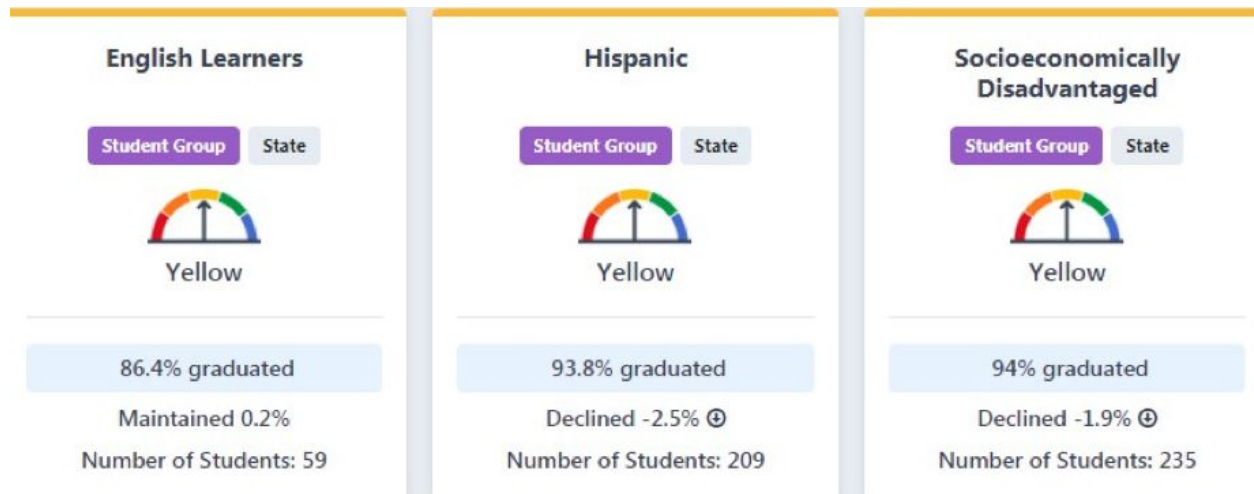 English Learners
Student Group State
Yellow
86.4% graduated
Maintained 0.2%
Number of Students: 59
Hispanic
Student Group State
Yellow
93.8% graduated
Declined -2.5%
Number of Students: 209
Socioeconomically
Disadvantaged
Student Group State
Yellow
94% graduated
Declined -1.9%
Number of Students: 235